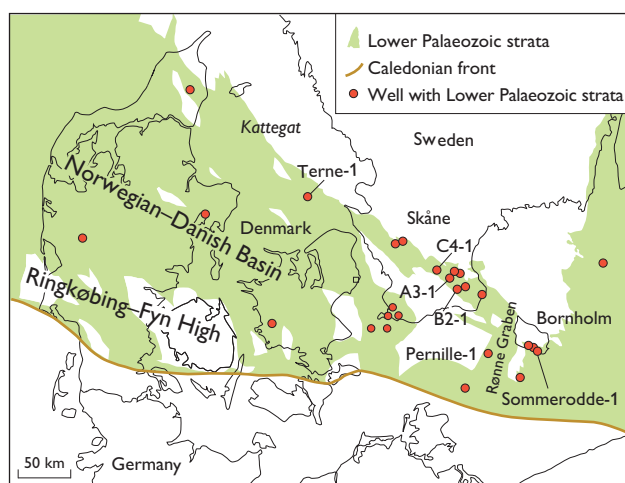 Lower Palaeozoic strata
Caledonian front
Well with Lower Palaeozoic strata
Kattegat
Sweden
Terne-1
Norwegian–Danish Basin
Skåne
Denmark
C4-1
Ringkøbing–Fyn High
A3-1
B2-1
Bornholm
Pernille-1
Rønne Graben
Sommerodde-1
50 km
Germany